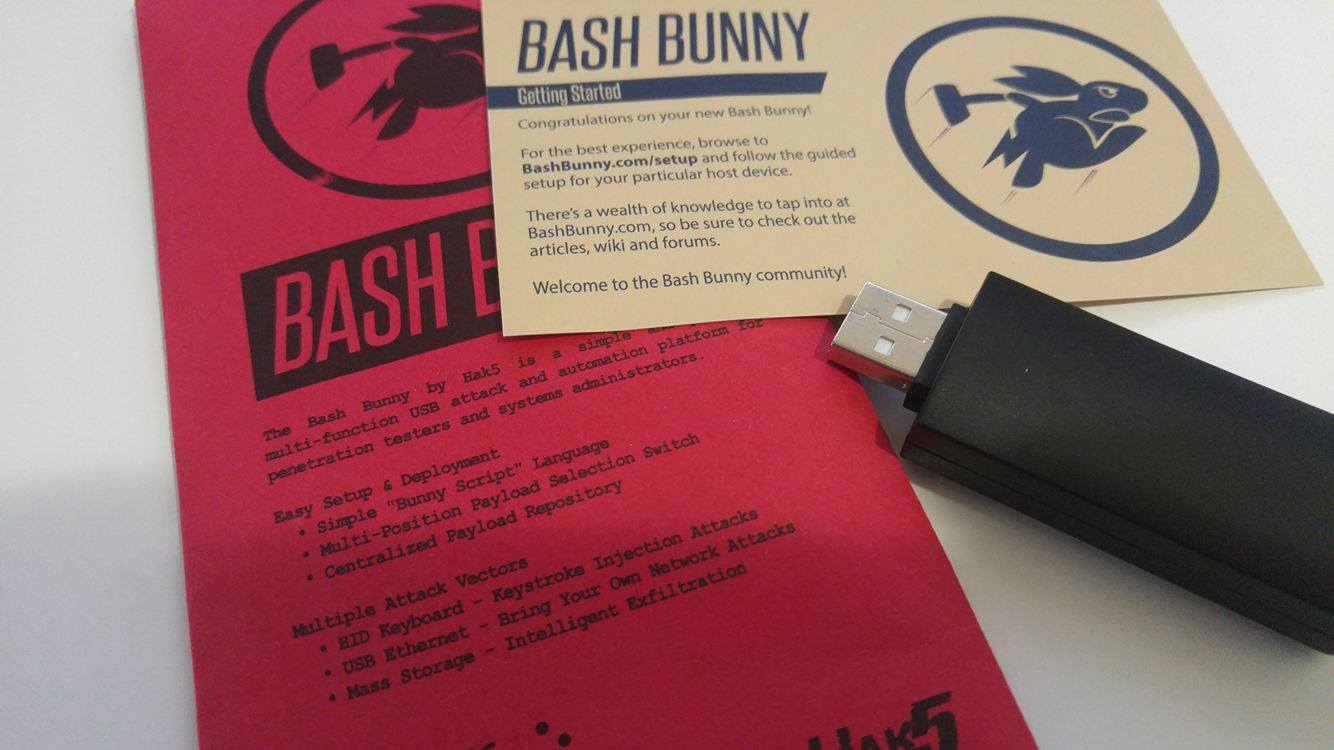 BASH BUNNY
Getting Started
Congratulations on your new Bash Bunny!
For the best experience, browse to
BashBunny.com/setup and follow the guided
setup for your particular host device.
There's a wealth of knowledge to tap into at
BashBunny.com, so be sure to check out the
articles, wiki and forums.
Welcome to the Bash Bunny community!
BASH B
The Bash Bunny by Hak5 is a simple and
multi-function USB attack and automation platform for
penetration testers and systems administrators.
Easy Setup & Deployment
• Simple "Bunny Script" Language
• Multi-Position Payload Selection Switch
• Centralized Payload Repository
Multiple Attack Vectors
• HID Keyboard - Keystroke Injection Attacks
• USB Ethernet - Bring Your Own Network Attacks
• Mass Storage - Intelligent Exfiltration
HAK5